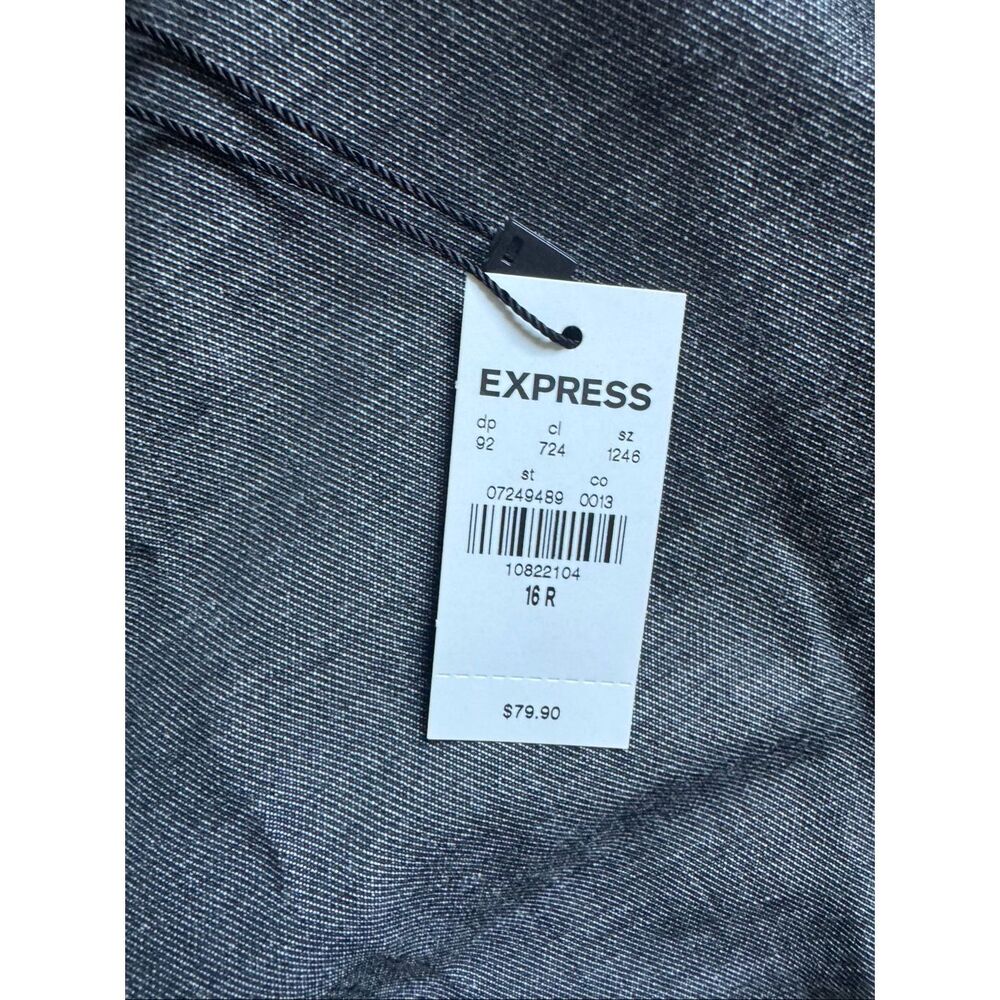 EXPRESS
dp cl sz
92 724 1246
st co
07249489 0013
10822104
16 R
$79.90